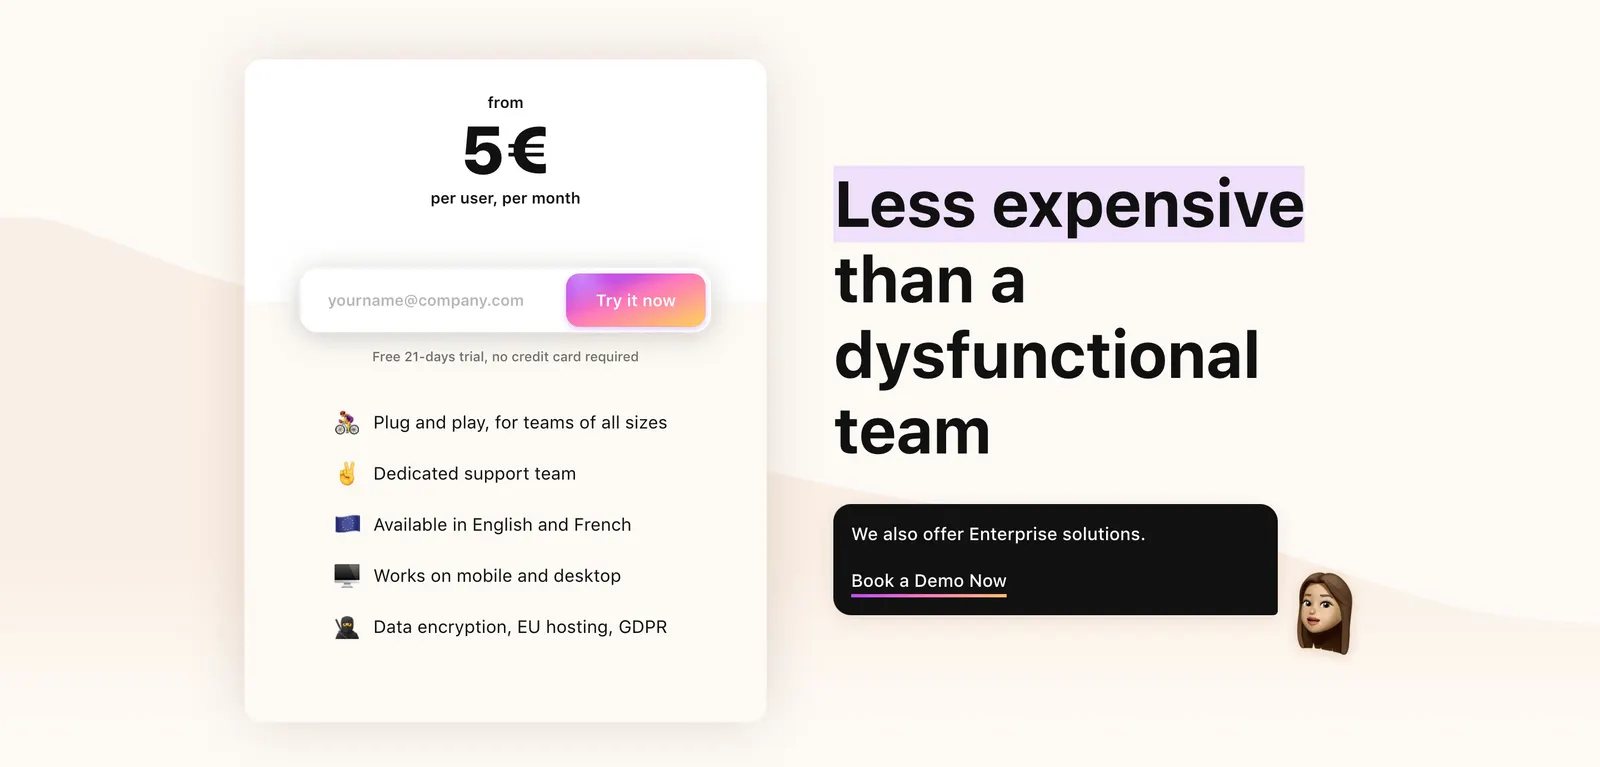 from
5€
per user, per month
yourname@company.com
Try it now
Free 21-days trial, no credit card required
Plug and play, for teams of all sizes
Dedicated support team
Available in English and French
Works on mobile and desktop
Data encryption, EU hosting, GDPR
Less expensive
than a
dysfunctional
team
We also offer Enterprise solutions.
Book a Demo Now